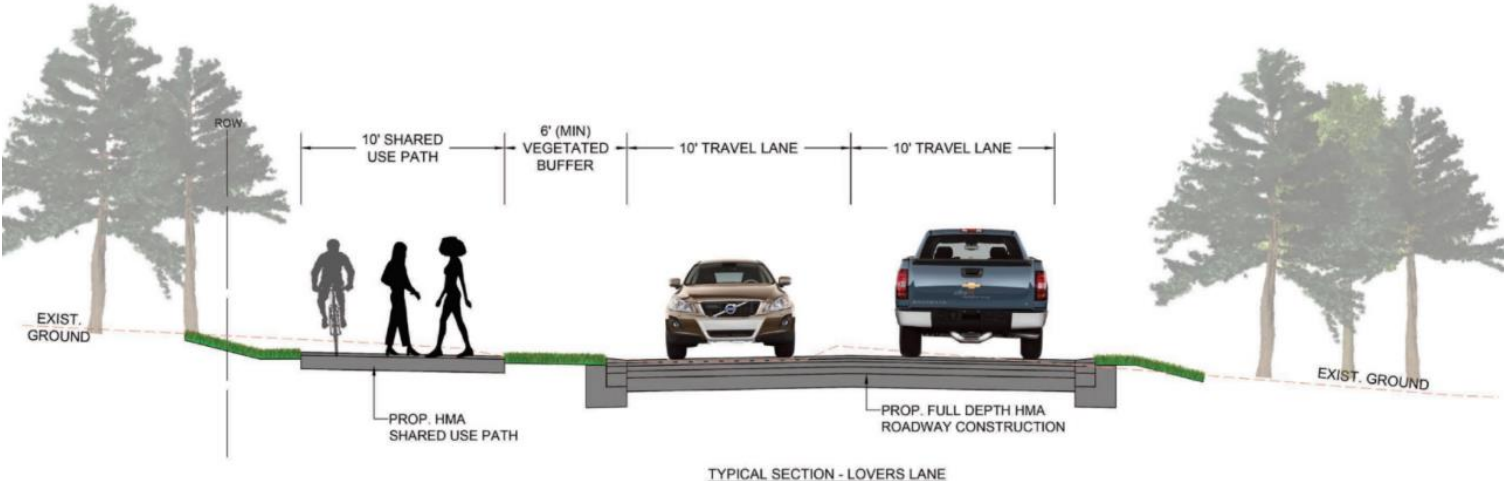 ROW
10' SHARED
USE PATH
6' (MIN)
VEGETATED
BUFFER
10' TRAVEL LANE
10' TRAVEL LANE
EXIST.
GROUND
EXIST. GROUND
PROP. HMA
SHARED USE PATH
PROP. FULL DEPTH HMA
ROADWAY CONSTRUCTION
TYPICAL SECTION - LOVERS LANE